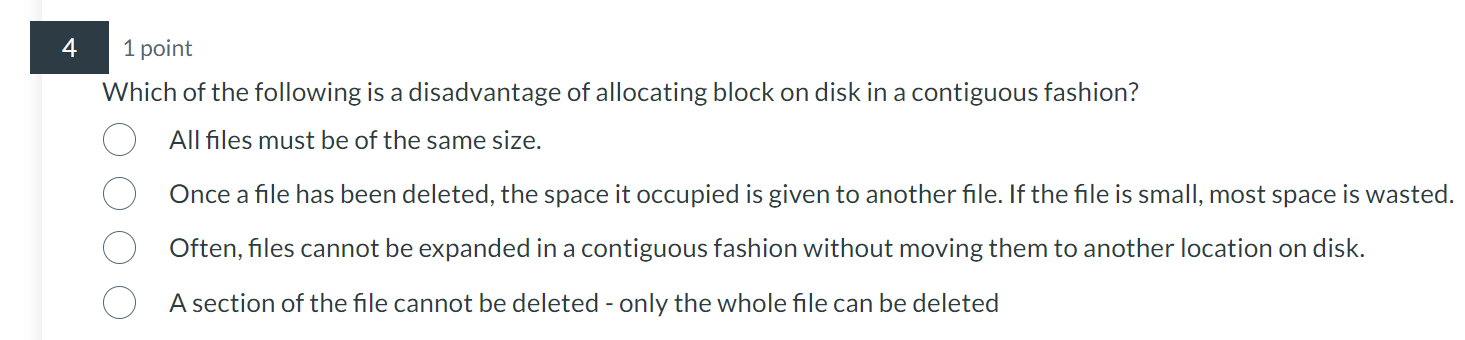 4 1 point
Which of the following is a disadvantage of allocating block on disk in a contiguous fashion?
All files must be of the same size.
Once a file has been deleted, the space it occupied is given to another file. If the file is small, most space is wasted.
Often, files cannot be expanded in a contiguous fashion without moving them to another location on disk.
A section of the file cannot be deleted - only the whole file can be deleted